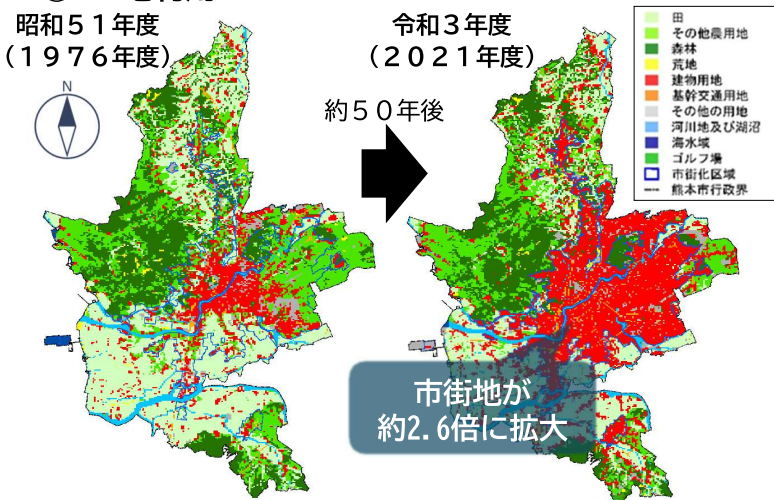 昭和５１年度
（１９７６年度）
N
約５０年後
令和３年度
（２０２１年度）
田
その他農用地
森林
荒地
建物用地
基幹交通用地
その他の用地
河川地及び湖沼
海水域
ゴルフ場
市街化区域
熊本市行政界
市街地が
約2.6倍に拡大